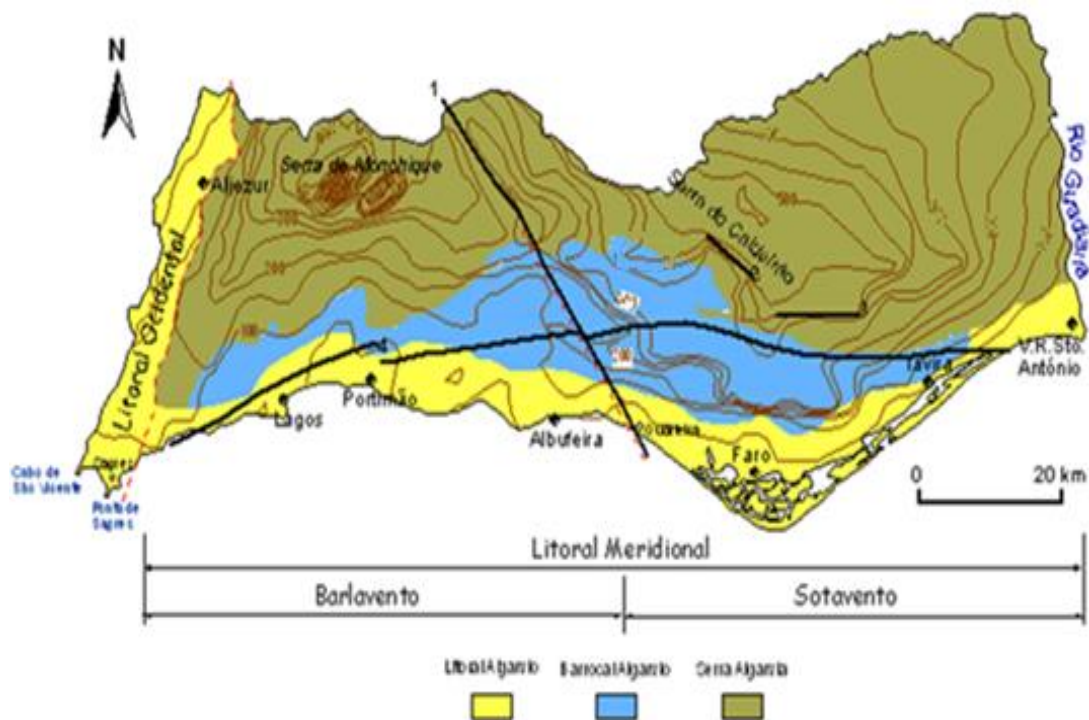 N
1
Serra de Monchique
Aljezur
Litoral Ocidental
Serra do Caldeirão
Rio Guadiana
V.R.Sto.
António
Tavira
Portimão
Lagos
Albufeira
Faro
Cabo de
São Vicente
Ponta de
Sagres
0 20 km
Litoral Meridional
Barlavento
Sotavento
Litoral Algarvio
Barrocal Algarvio
Serra Algarvia